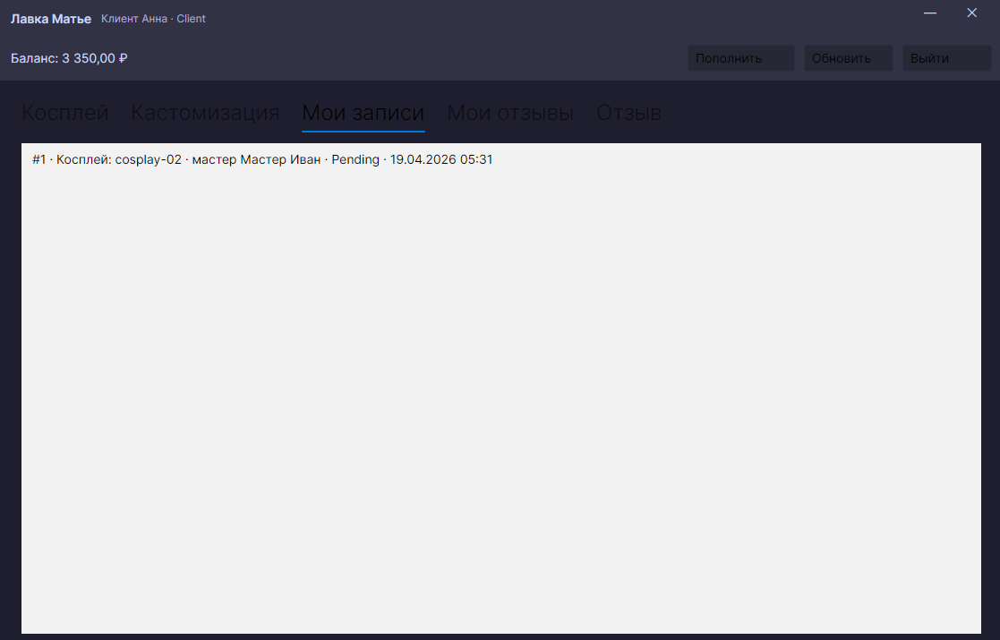 Лавка Матье Клиент Анна · Client
Баланс: 3 350,00 ₽ Пополнить Обновить Выйти
Косплей Кастомизация Мои записи Мои отзывы Отзыв
#1 · Косплей: cosplay-02 · мастер Мастер Иван · Pending · 19.04.2026 05:31